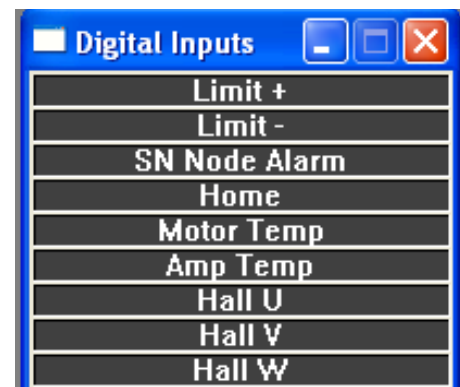 Digital Inputs
Limit +
Limit -
SN Node Alarm
Home
Motor Temp
Amp Temp
Hall U
Hall V
Hall W